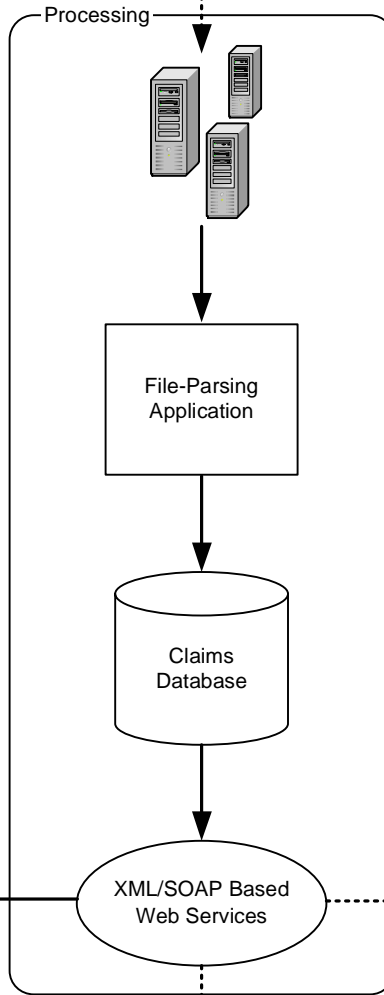 Processing
File-Parsing
Application
Claims
Database
XML/SOAP Based
Web Services